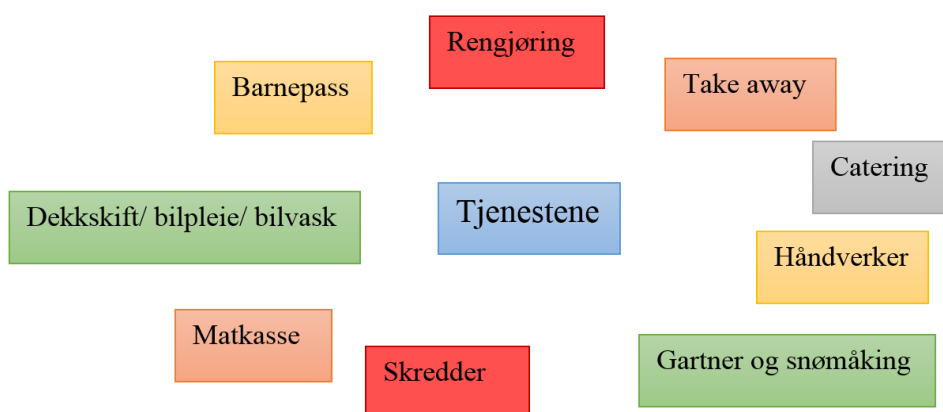 Rengjøring
Barnepass
Take away
Catering
Dekkskift/ bilpleie/ bilvask
Tjenestene
Håndverker
Matkasse
Skredder
Gartner og snømåking